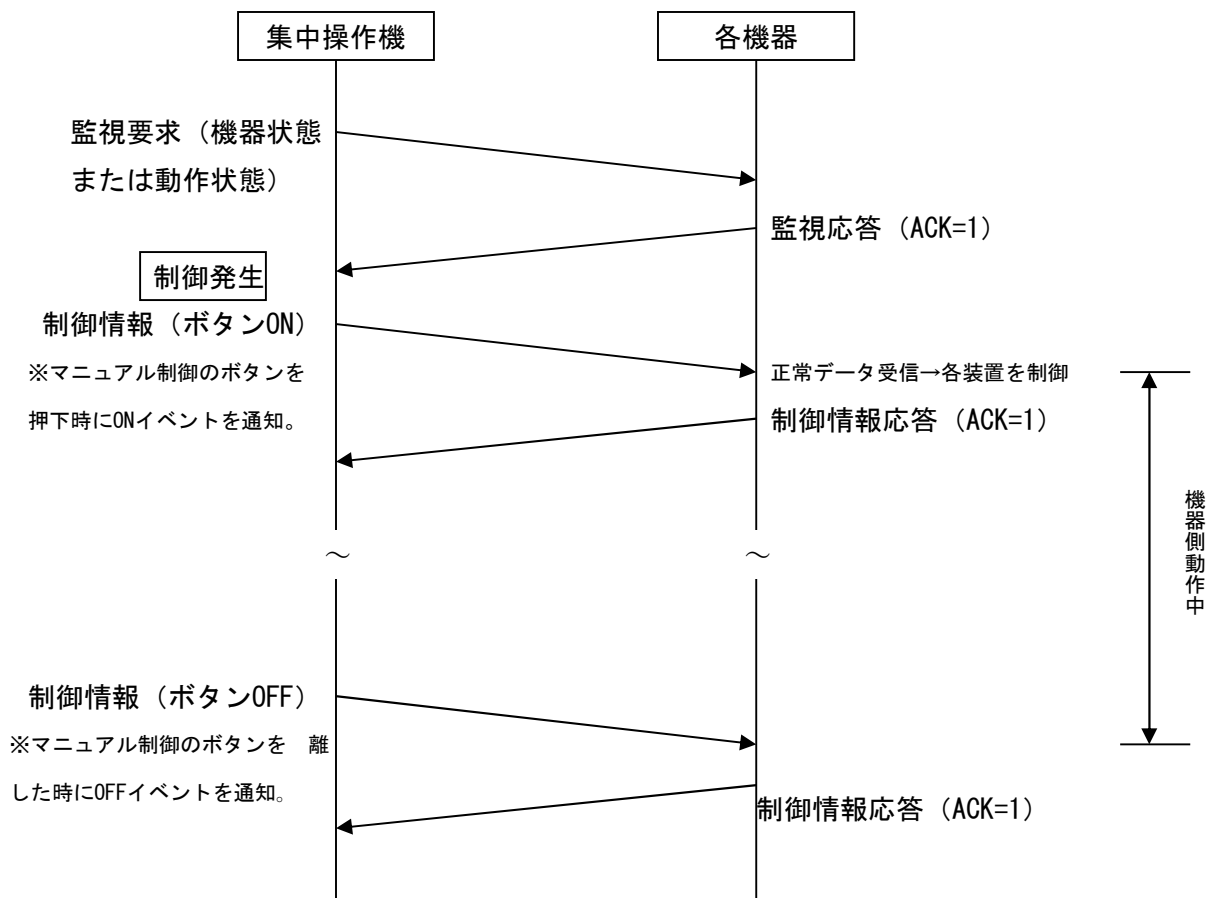 集中操作機
各機器
監視要求（機器状態
または動作状態）
監視応答（ACK=1）
制御発生
制御情報（ボタンON）
※マニュアル制御のボタンを
押下時にONイベントを通知。
正常データ受信→各装置を制御
制御情報応答（ACK=1）
～
～
機器側動作中
制御情報（ボタンOFF）
※マニュアル制御のボタンを　離
した時にOFFイベントを通知。
制御情報応答（ACK=1）